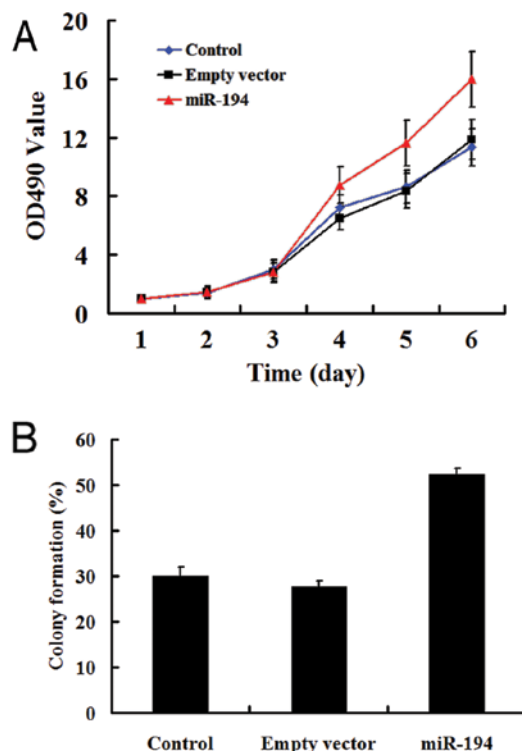 A
20
16
12
8
4
0
OD490 Value
Control
Empty vector
miR-194
1 2 3 4 5 6
Time (day)
B
60
50
40
30
20
10
0
Colony formation (%)
Control Empty vector miR-194